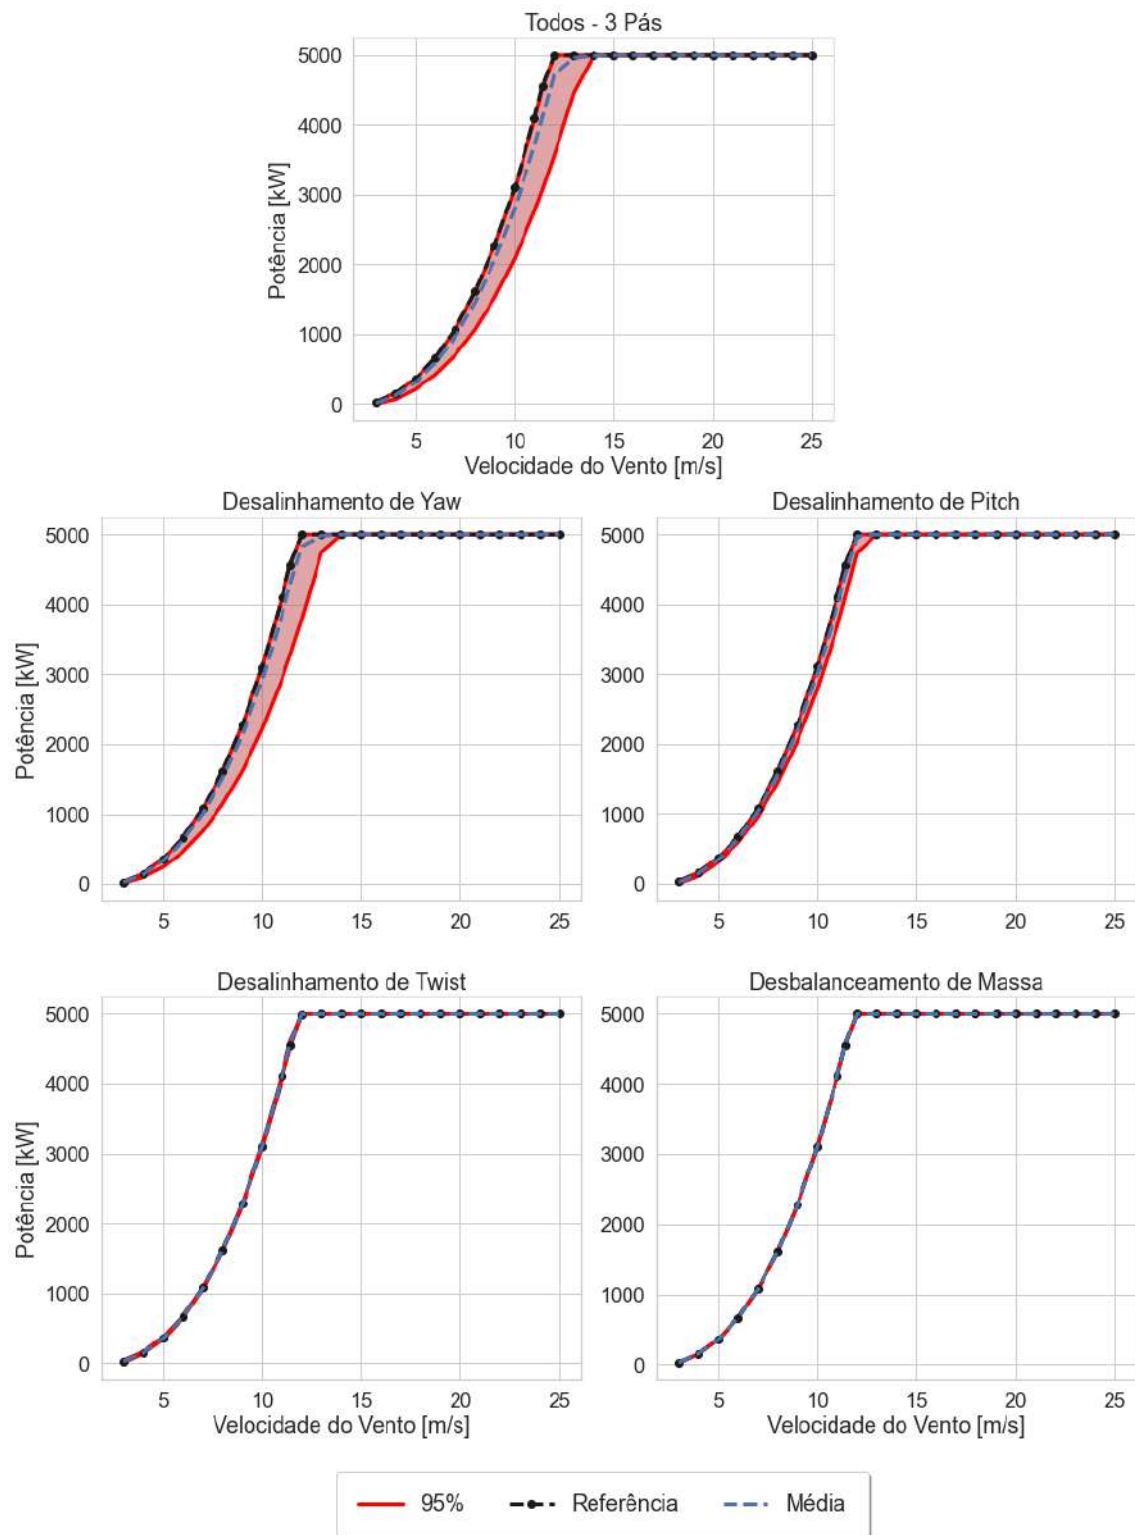 Todos - 3 Pás
5000
4000
3000
2000
1000
0
Potência [kW]
5 10 15 20 25
Velocidade do Vento [m/s]
Desalinhamento de Yaw
5000
4000
3000
2000
1000
0
Potência [kW]
5 10 15 20 25
Desalinhamento de Pitch
5000
4000
3000
2000
1000
0
5 10 15 20 25
Desalinhamento de Twist
5000
4000
3000
2000
1000
0
Potência [kW]
5 10 15 20 25
Velocidade do Vento [m/s]
Desbalanceamento de Massa
5000
4000
3000
2000
1000
0
5 10 15 20 25
Velocidade do Vento [m/s]
95% Referência Média